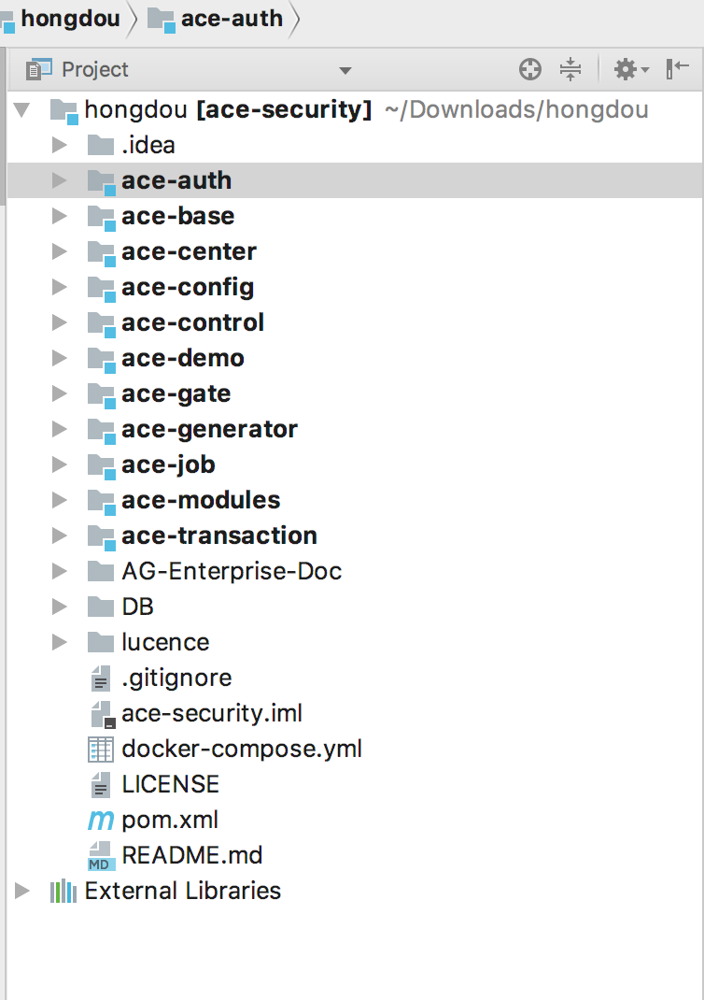 hongdou ace-auth
Project
hongdou [ace-security] ~/Downloads/hongdou
.idea
ace-auth
ace-base
ace-center
ace-config
ace-control
ace-demo
ace-gate
ace-generator
ace-job
ace-modules
ace-transaction
AG-Enterprise-Doc
DB
lucence
.gitignore
ace-security.iml
docker-compose.yml
LICENSE
m pom.xml
MD README.md
External Libraries